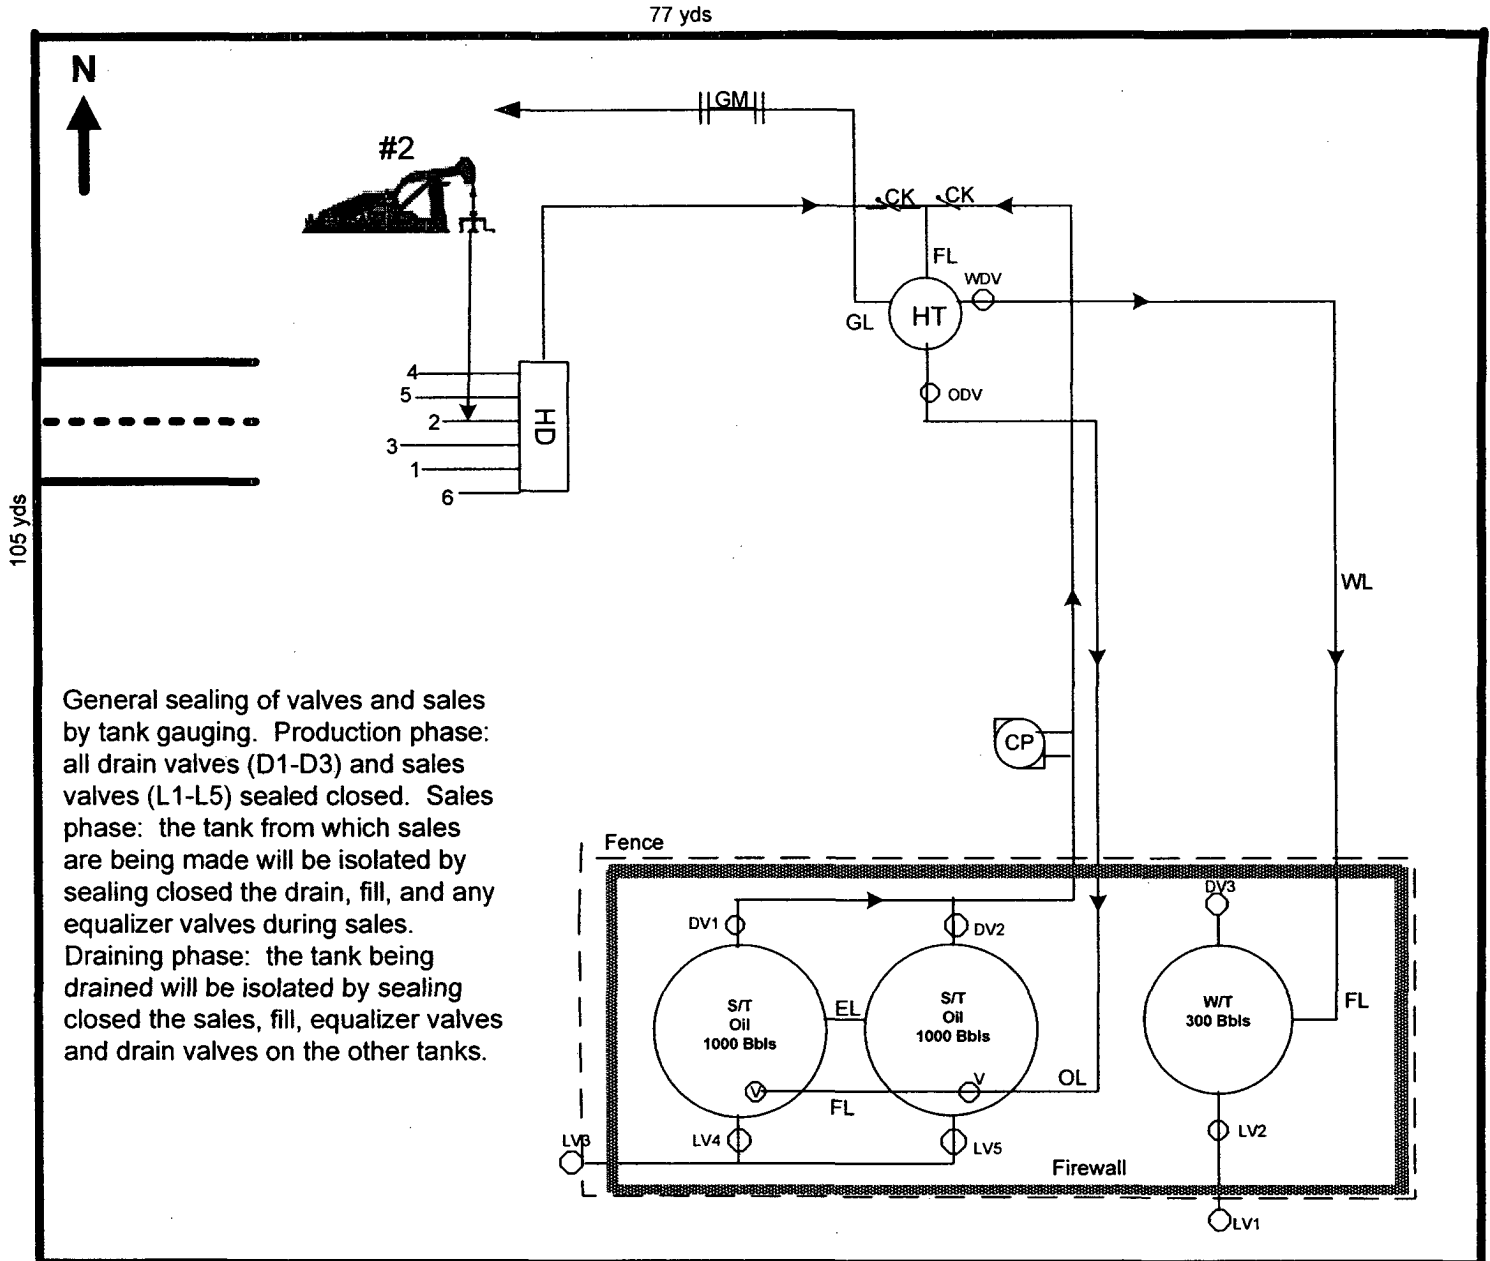 77 yds
N
GM
#2
CK
CK
FL
WDV
GL
HT
ODV
4
5
2
3
1
6
HD
105 yds
WL
General sealing of valves and sales
by tank gauging. Production phase:
all drain valves (D1-D3) and sales
valves (L1-L5) sealed closed. Sales
phase: the tank from which sales
are being made will be isolated by
sealing closed the drain, fill, and any
equalizer valves during sales.
Draining phase: the tank being
drained will be isolated by sealing
closed the sales, fill, equalizer valves
and drain valves on the other tanks.
CP
Fence
DV1
DV2
DV3
S/T
Oil
1000 Bbls
EL
S/T
Oil
1000 Bbls
W/T
300 Bbls
FL
V
V
OL
FL
LV3
LV4
LV5
LV2
Firewall
LV1